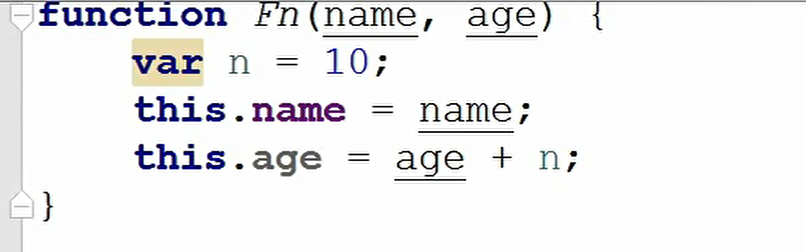 function Fn(name, age) {
    var n = 10;
    this.name = name;
    this.age = age + n;
}